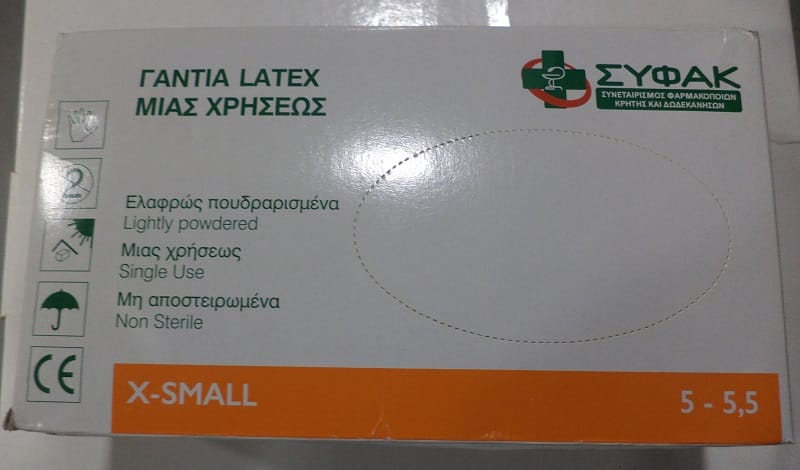 ΓΑΝΤΙΑ LATEX
ΜΙΑΣ ΧΡΗΣΕΩΣ
ΣΥΦΑΚ
ΣΥΝΕΤΑΙΡΙΣΜΟΣ ΦΑΡΜΑΚΟΠΟΙΩΝ
ΚΡΗΤΗΣ ΚΑΙ ΔΩΔΕΚΑΝΗΣΩΝ
Ελαφρώς πουδραρισμένα
Lightly powdered
Μιας χρήσεως
Single Use
Μη αποστειρωμένα
Non Sterile
CE
X-SMALL
5 - 5,5